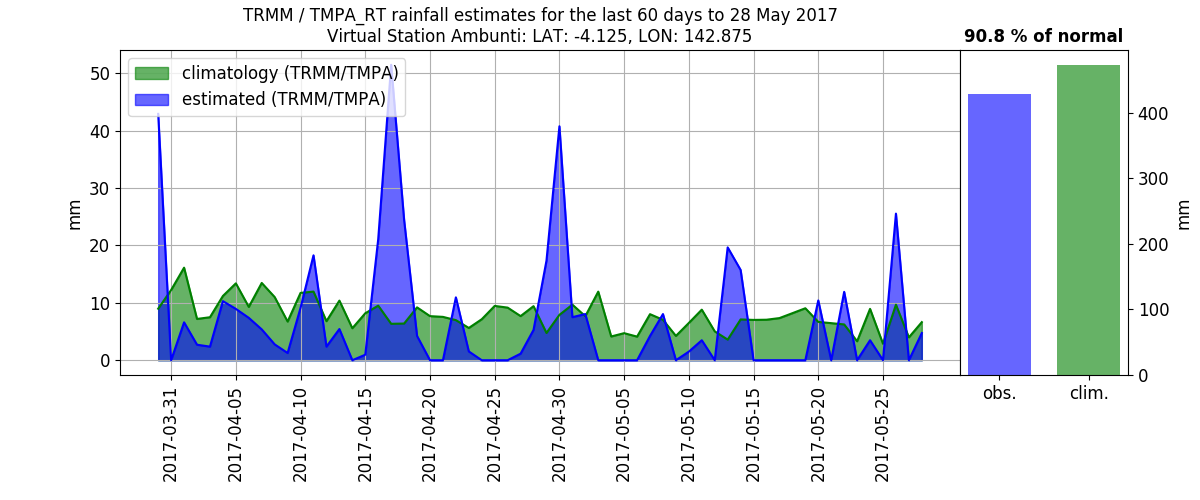 TRMM / TMPA_RT rainfall estimates for the last 60 days to 28 May 2017
Virtual Station Ambunti: LAT: -4.125, LON: 142.875
90.8 % of normal
climatology (TRMM/TMPA)
estimated (TRMM/TMPA)
mm
50
40
30
20
10
0
2017-03-31
2017-04-05
2017-04-10
2017-04-15
2017-04-20
2017-04-25
2017-04-30
2017-05-05
2017-05-10
2017-05-15
2017-05-20
2017-05-25
obs.
clim.
400
300
200
100
0
mm